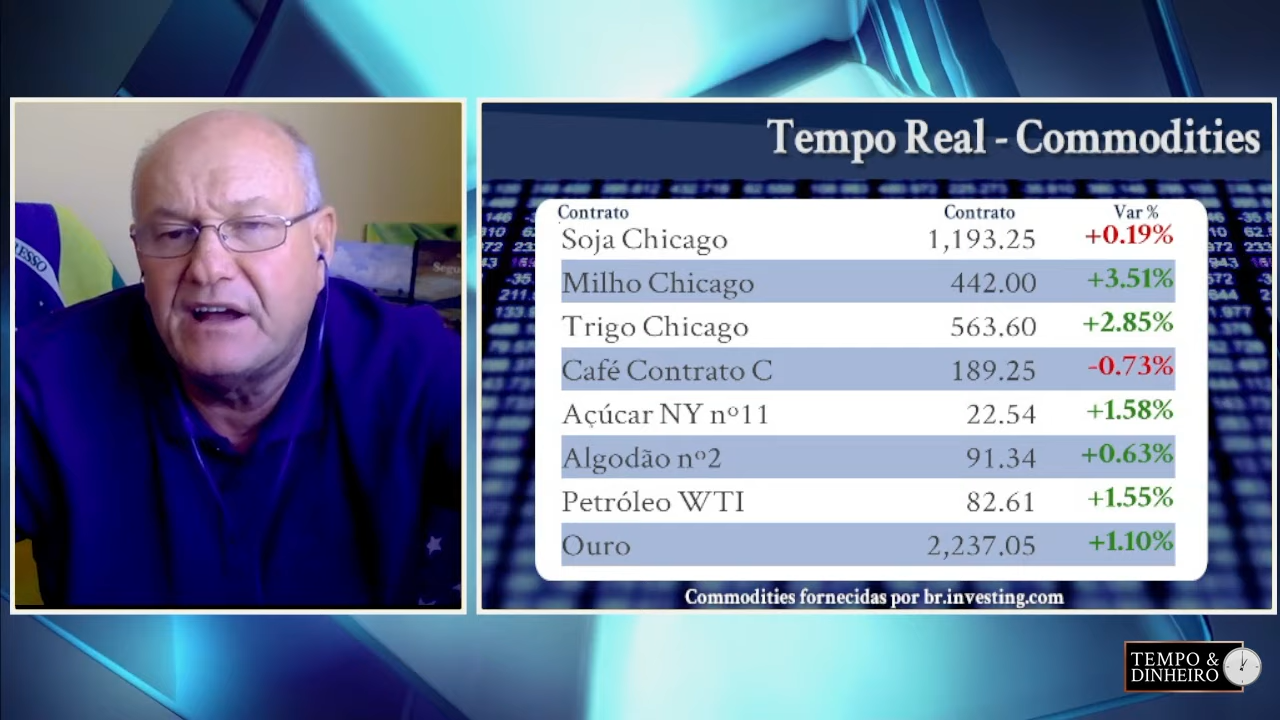 Tempo Real - Commodities
Contrato Contrato Var %
Soja Chicago 1,193.25 +0.19%
Milho Chicago 442.00 +3.51%
Trigo Chicago 563.60 +2.85%
Café Contrato C 189.25 -0.73%
Açúcar NY nº11 22.54 +1.58%
Algodão nº2 91.34 +0.63%
Petróleo WTI 82.61 +1.55%
Ouro 2,237.05 +1.10%
Commodities fornecidas por br.investing.com
TEMPO &
DINHEIRO